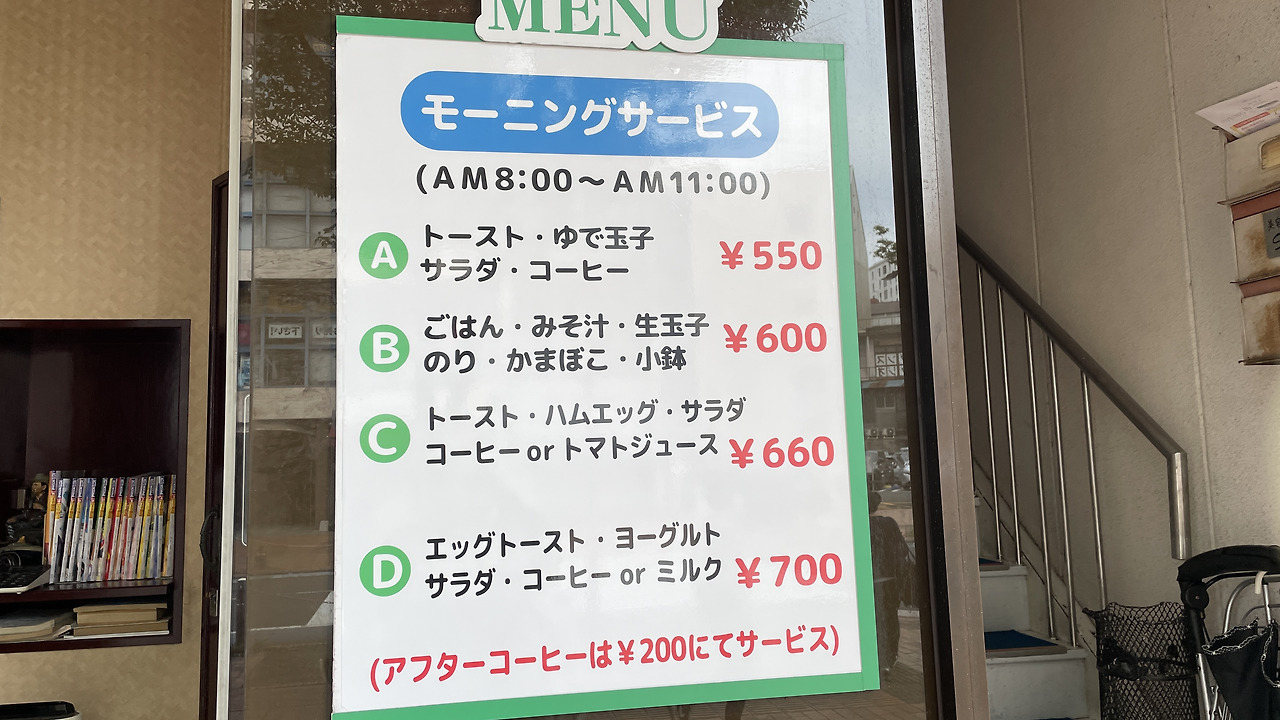 MENU
モーニングサービス
(AM8:00～AM11:00)
A
トースト・ゆで玉子
サラダ・コーヒー
￥550
B
ごはん・みそ汁・生玉子
のり・かまぼこ・小鉢
￥600
C
トースト・ハムエッグ・サラダ
コーヒー or トマトジュース
￥660
D
エッグトースト・ヨーグルト
サラダ・コーヒー or ミルク
￥700
(アフターコーヒーは￥200にてサービス)